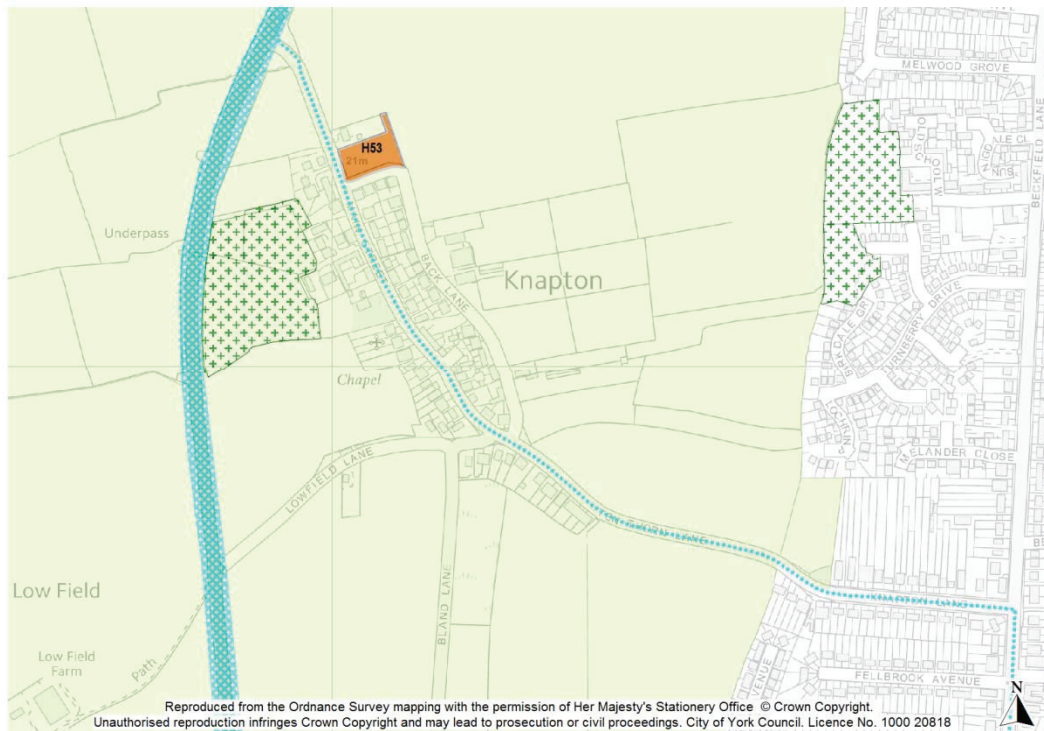 MELWOOD GROVE
BECKFIELD LANE
H53
21m
Underpass
BACK LANE
Knapton
TURNBERRY DRIVE
Chapel
MELANDER CLOSE
LOWFIELD LANE
BLAND LANE
Low Field
KNAPTON LANE
Low Field
Farm
Path
FELLBROOK AVENUE
N
Reproduced from the Ordnance Survey mapping with the permission of Her Majesty's Stationery Office © Crown Copyright.
Unauthorised reproduction infringes Crown Copyright and may lead to prosecution or civil proceedings. City of York Council. Licence No. 1000 20818